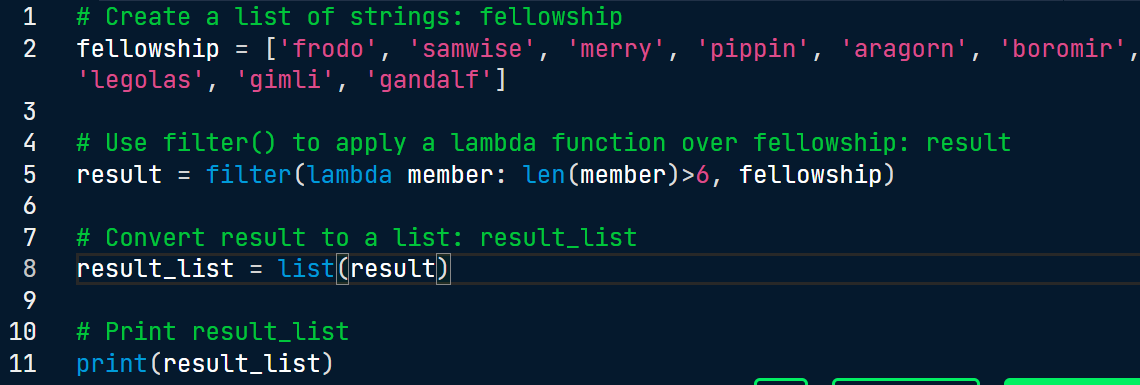 1 # Create a list of strings: fellowship
2 fellowship = ['frodo', 'samwise', 'merry', 'pippin', 'aragorn', 'boromir',
'legolas', 'gimli', 'gandalf']
3
4 # Use filter() to apply a lambda function over fellowship: result
5 result = filter(lambda member: len(member)>6, fellowship)
6
7 # Convert result to a list: result_list
8 result_list = list(result)
9
10 # Print result_list
11 print(result_list)